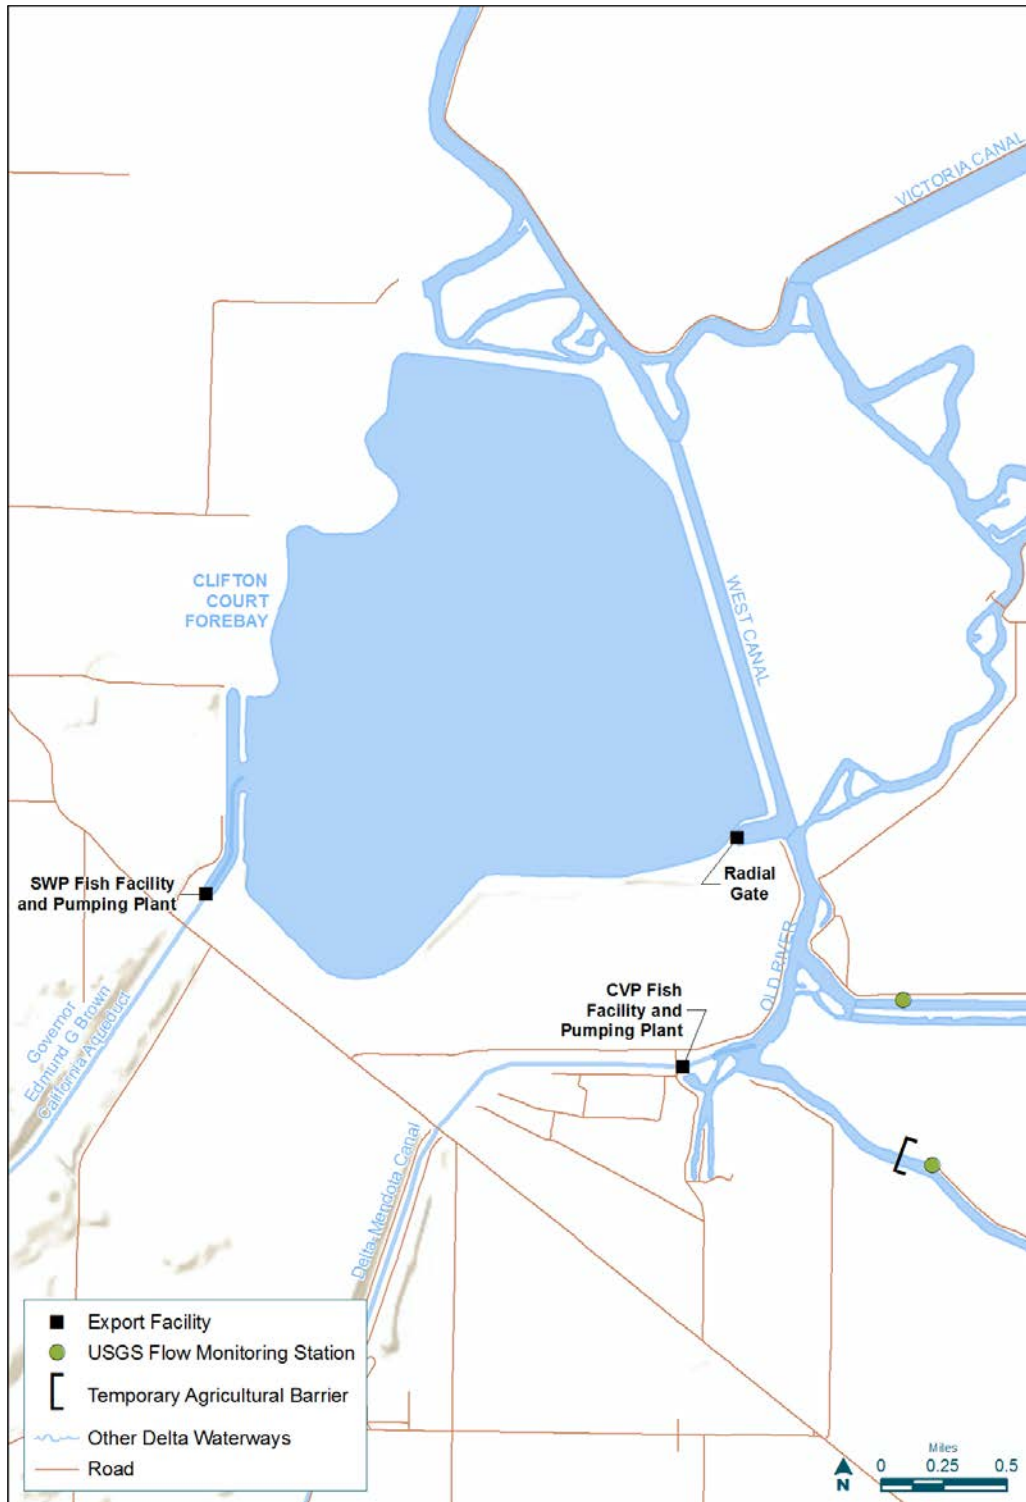 VICTORIA CANAL
CLIFTON
COURT
FOREBAY
WEST CANAL
SWP Fish Facility
and Pumping Plant
Radial
Gate
OLD RIVER
CVP Fish
Facility and
Pumping Plant
Governor
Edmund G Brown
California Aqueduct
Delta-Mendota Canal
Export Facility
USGS Flow Monitoring Station
Temporary Agricultural Barrier
Other Delta Waterways
Road
Miles
0 0.25 0.5
N